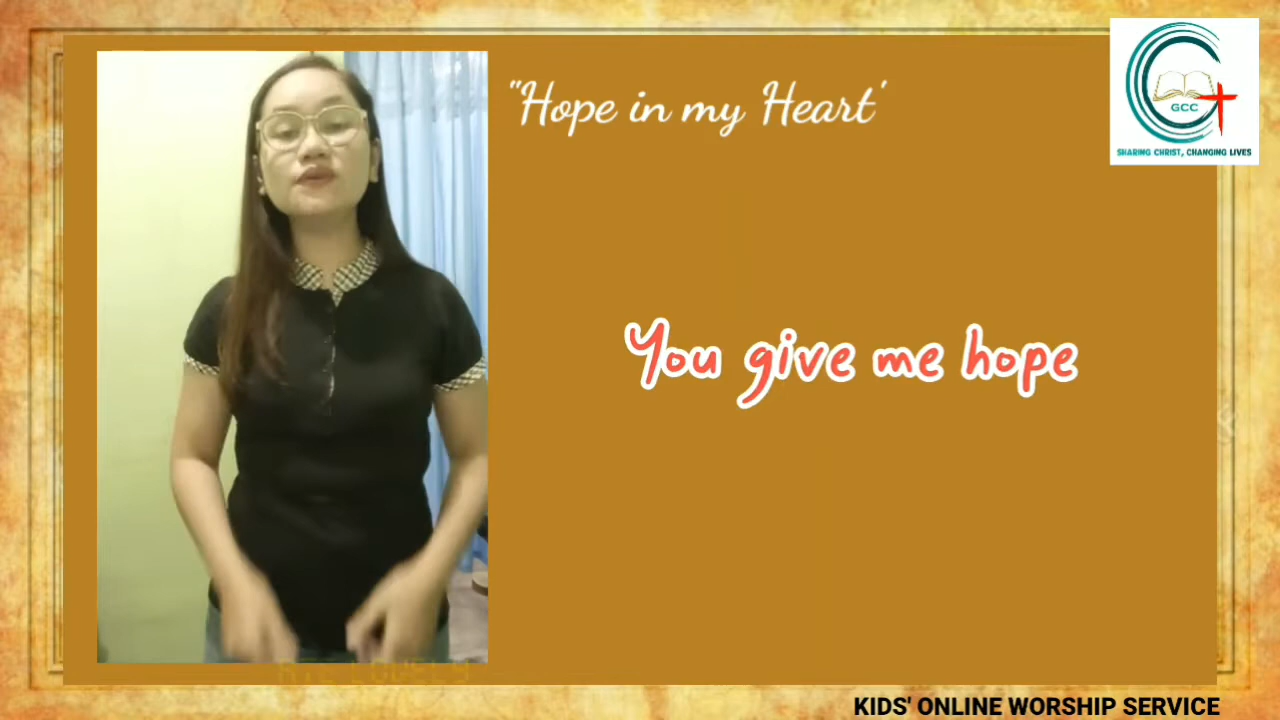 "Hope in my Heart'
GCC
SHARING CHRIST, CHANGING LIVES
You give me hope
KIDS' ONLINE WORSHIP SERVICE